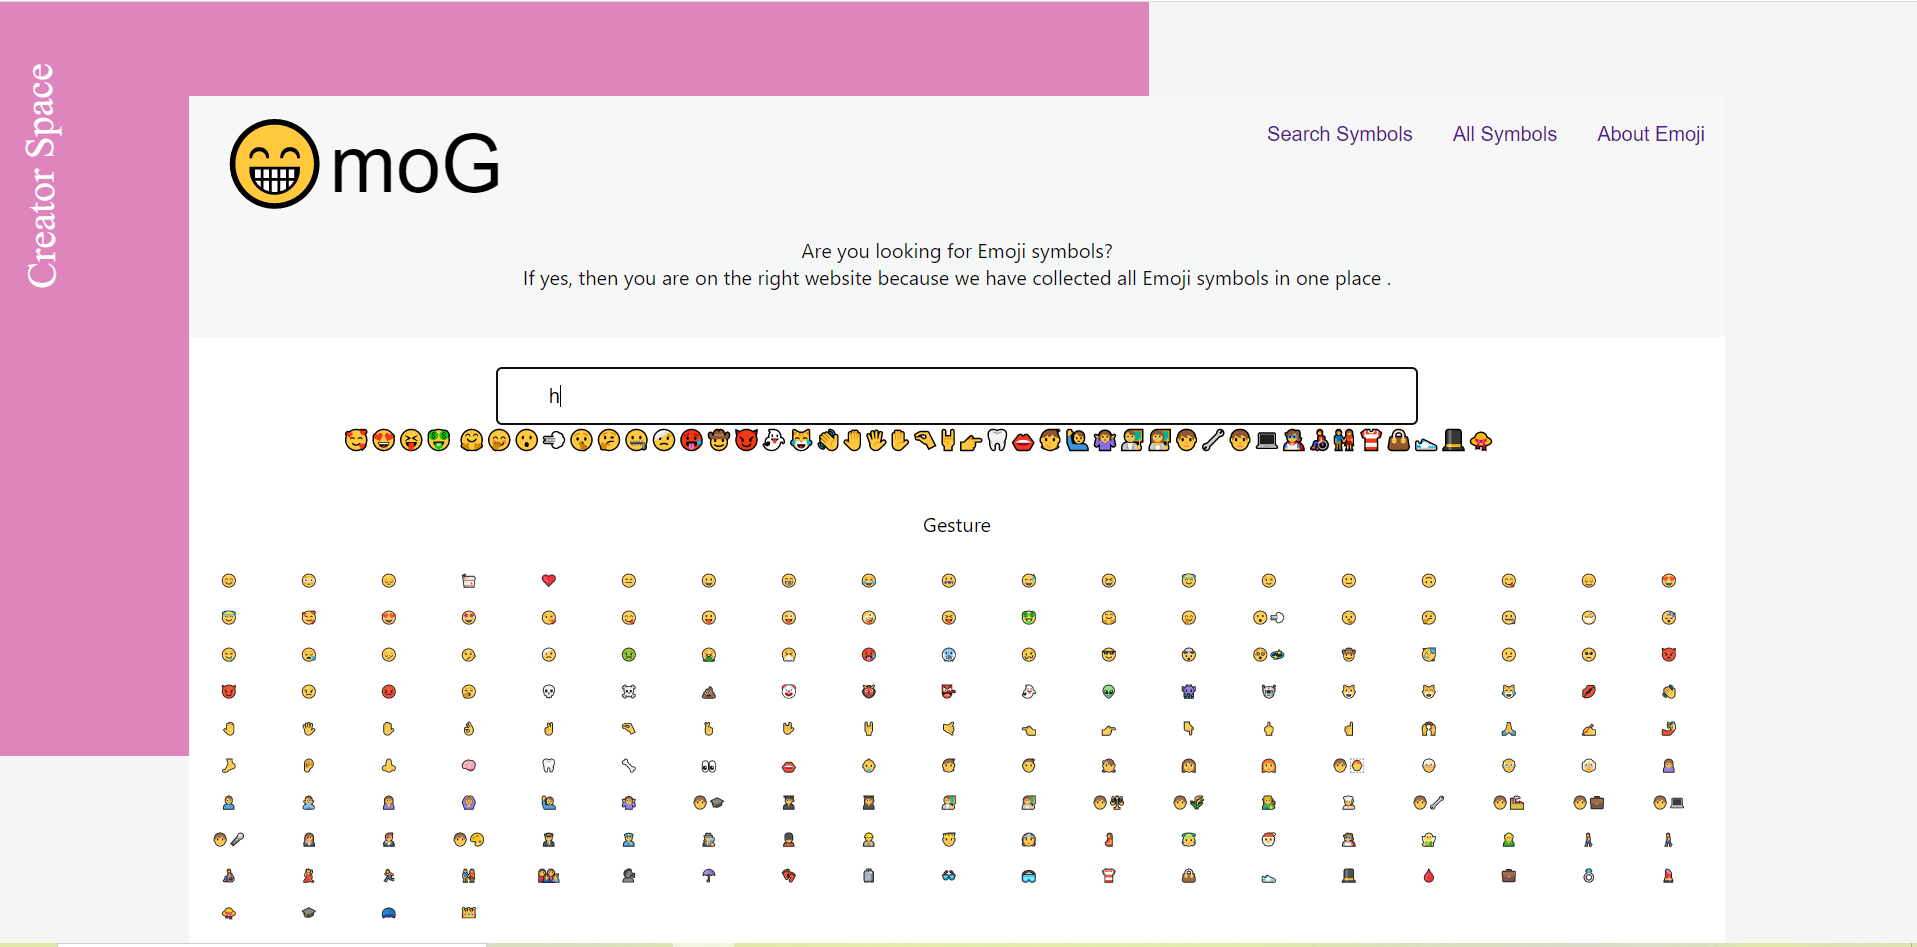 Creator Space
moG
Search Symbols
All Symbols
About Emoji
Are you looking for Emoji symbols?
If yes, then you are on the right website because we have collected all Emoji symbols in one place .
h
Gesture